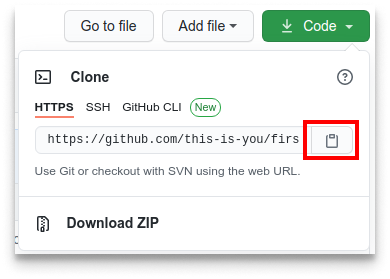 Go to file Add file Code
Clone
HTTPS SSH GitHub CLI New
https://github.com/this-is-you/firs
Use Git or checkout with SVN using the web URL.
Download ZIP